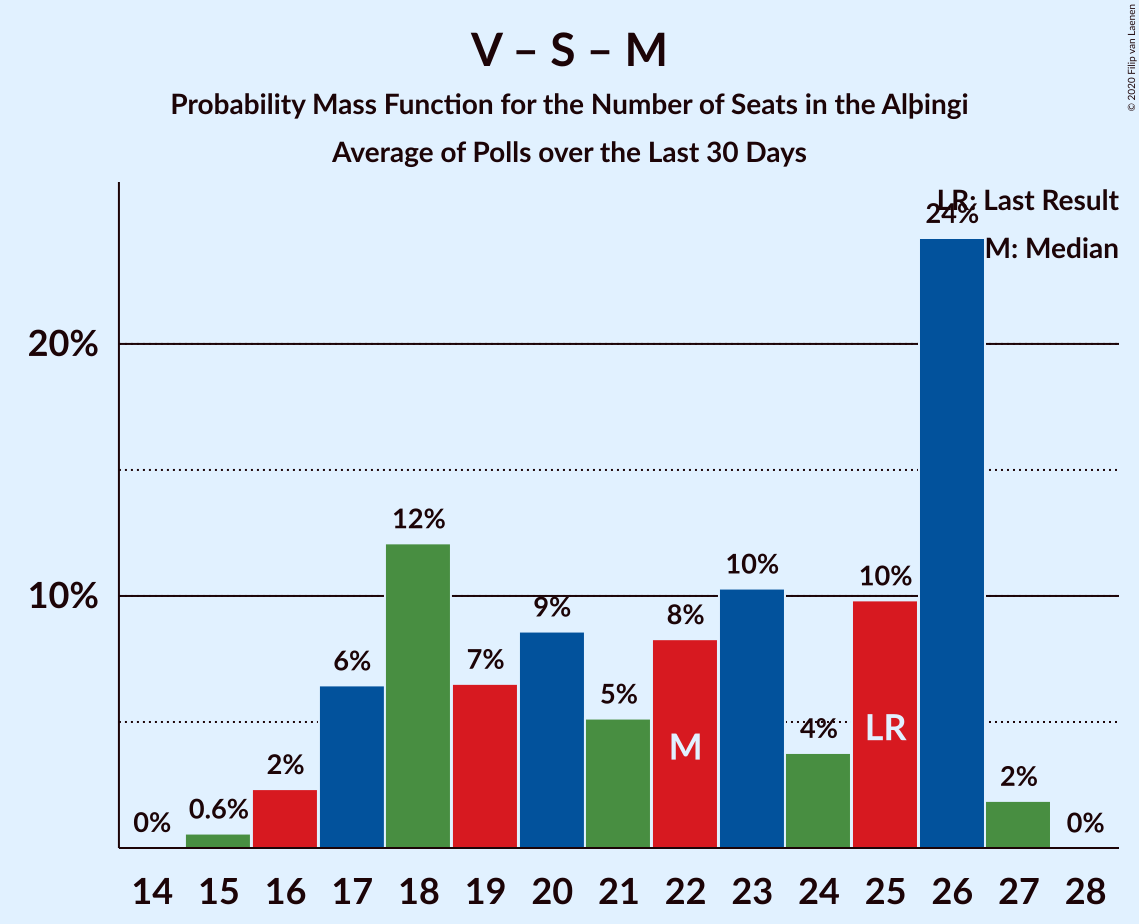 V – S – M
Probability Mass Function for the Number of Seats in the Alþingi
Average of Polls over the Last 30 Days
© 2020 Filip van Laenen
LR: Last Result
M: Median
20%
10%
0%
0.6%
2%
6%
12%
7%
9%
5%
8%
10%
4%
10%
24%
2%
0%
M
LR
14 15 16 17 18 19 20 21 22 23 24 25 26 27 28